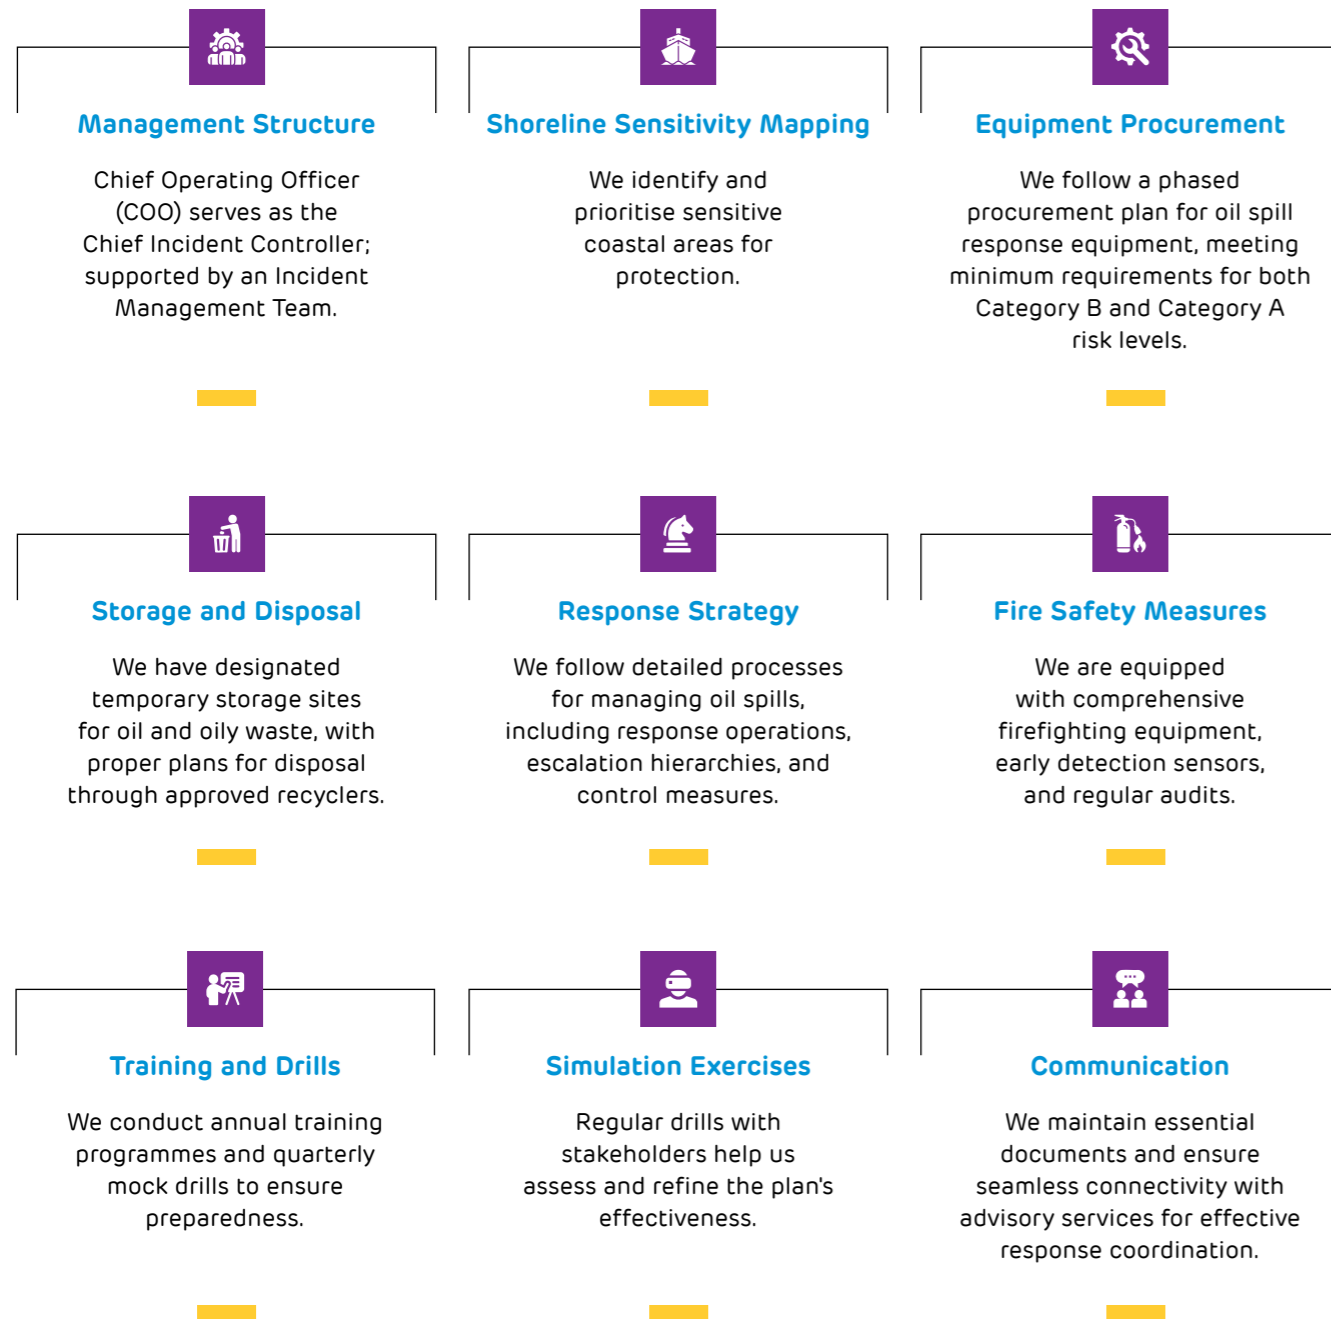 Management Structure
Chief Operating Officer
(COO) serves as the
Chief Incident Controller;
supported by an Incident
Management Team.
Shoreline Sensitivity Mapping
We identify and
prioritise sensitive
coastal areas for
protection.
Equipment Procurement
We follow a phased
procurement plan for oil spill
response equipment, meeting
minimum requirements for both
Category B and Category A
risk levels.
Storage and Disposal
We have designated
temporary storage sites
for oil and oily waste, with
proper plans for disposal
through approved recyclers.
Response Strategy
We follow detailed processes
for managing oil spills,
including response operations,
escalation hierarchies, and
control measures.
Fire Safety Measures
We are equipped
with comprehensive
firefighting equipment,
early detection sensors,
and regular audits.
Training and Drills
We conduct annual training
programmes and quarterly
mock drills to ensure
preparedness.
Simulation Exercises
Regular drills with
stakeholders help us
assess and refine the plan's
effectiveness.
Communication
We maintain essential
documents and ensure
seamless connectivity with
advisory services for effective
response coordination.